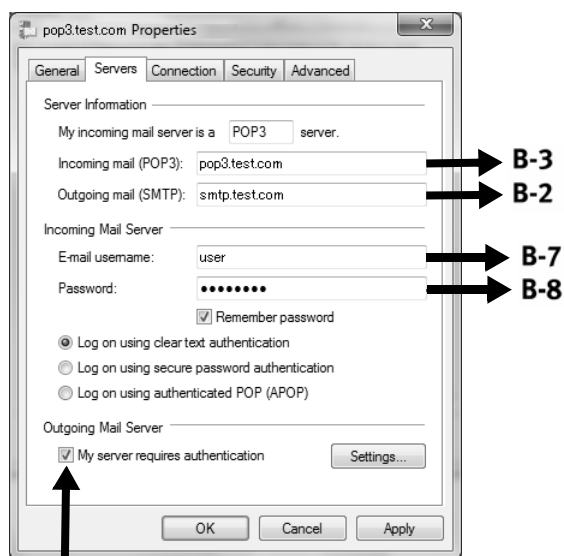 pop3.test.com Properties
General Servers Connection Security Advanced
Server Information
My incoming mail server is a POP3 server.
Incoming mail (POP3): pop3.test.com B-3
Outgoing mail (SMTP): smtp.test.com B-2
Incoming Mail Server
E-mail username: user B-7
Password: ●●●●●●●● B-8
Remember password
Log on using clear text authentication
Log on using secure password authentication
Log on using authenticated POP (APOP)
Outgoing Mail Server
My server requires authentication Settings...
OK Cancel Apply